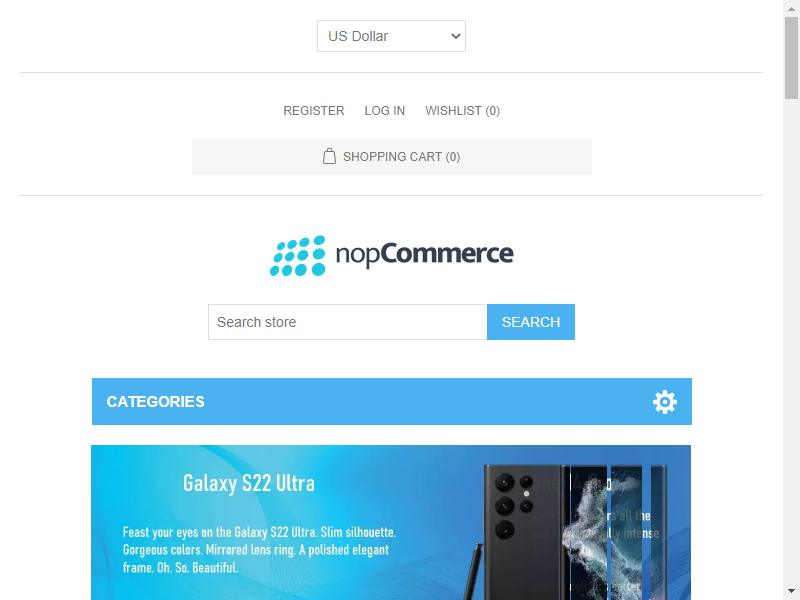 US Dollar
REGISTER LOG IN WISHLIST (0)
SHOPPING CART (0)
nopCommerce
Search store SEARCH
CATEGORIES
Galaxy S22 Ultra
Feast your eyes on the Galaxy S22 Ultra. Slim silhouette.
Gorgeous colors. Mirrored lens ring. A polished elegant
frame. Oh. So. Beautiful.